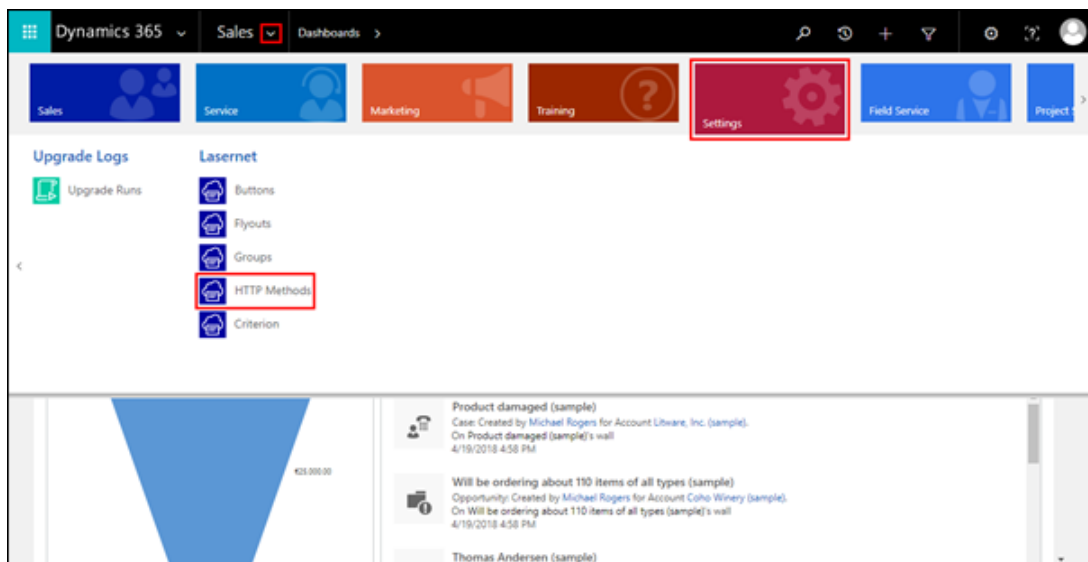 Dynamics 365
Sales
Dashboards
Sales
Service
Marketing
Training
Settings
Field Service
Project
Upgrade Logs
Upgrade Runs
Lasernet
Buttons
Flyouts
Groups
HTTP Methods
Criterion
€25.000.00
Product damaged (sample)
Case: Created by Michael Rogers for Account Litware, Inc. (sample).
On Product damaged (sample)'s wall
4/19/2018 4:58 PM
Will be ordering about 110 items of all types (sample)
Opportunity: Created by Michael Rogers for Account Coho Winery (sample).
On Will be ordering about 110 items of all types (sample)'s wall
4/19/2018 4:58 PM
Thomas Andersen (sample)